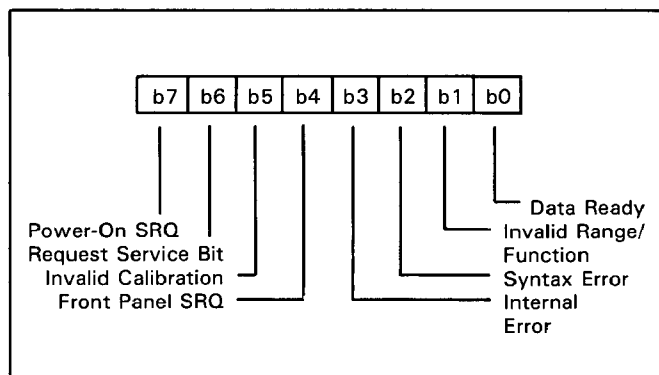 b7 b6 b5 b4 b3 b2 b1 b0
Power-On SRQ
Request Service Bit
Invalid Calibration
Front Panel SRQ
Data Ready
Invalid Range/
Function
Syntax Error
Internal
Error